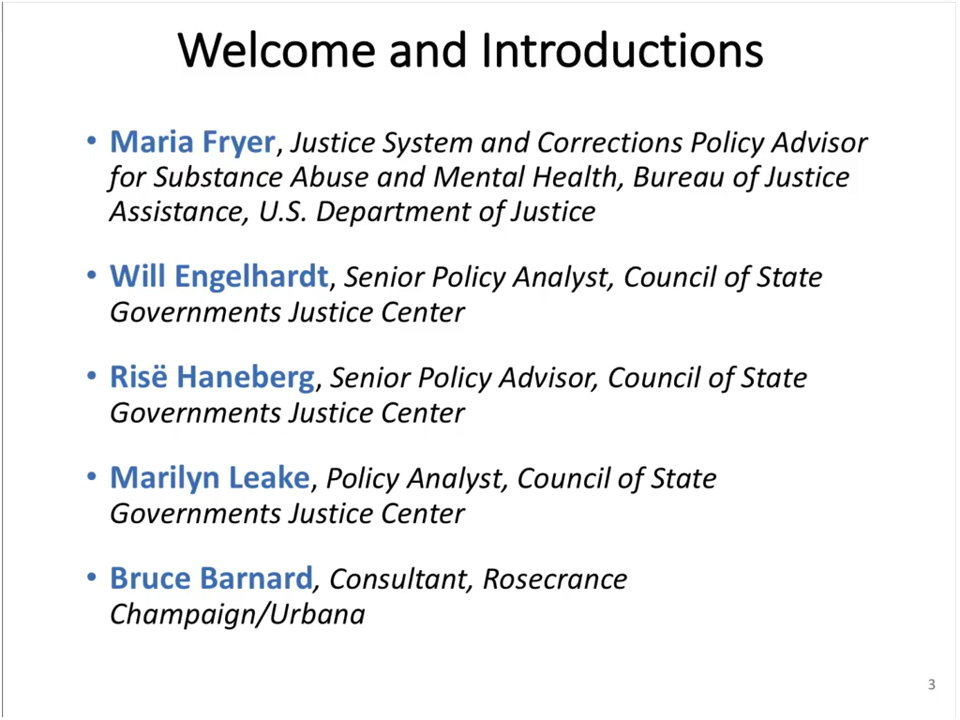 Welcome and Introductions
• Maria Fryer, Justice System and Corrections Policy Advisor
for Substance Abuse and Mental Health, Bureau of Justice
Assistance, U.S. Department of Justice
• Will Engelhardt, Senior Policy Analyst, Council of State
Governments Justice Center
• Risë Haneberg, Senior Policy Advisor, Council of State
Governments Justice Center
• Marilyn Leake, Policy Analyst, Council of State
Governments Justice Center
• Bruce Barnard, Consultant, Rosecrance
Champaign/Urbana
3